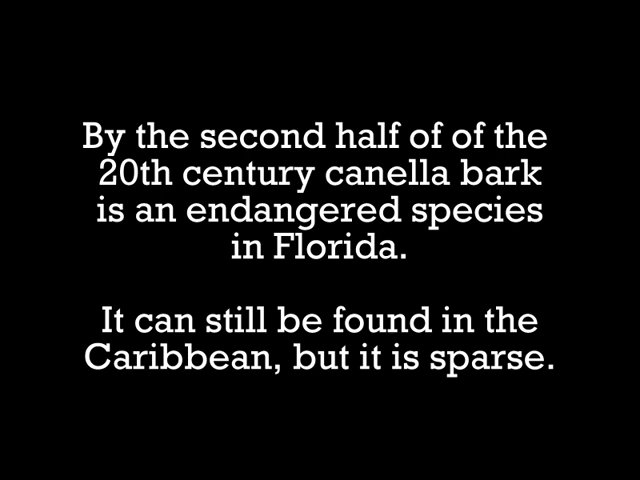 By the second half of of the
20th century canella bark
is an endangered species
in Florida.
It can still be found in the
Caribbean, but it is sparse.